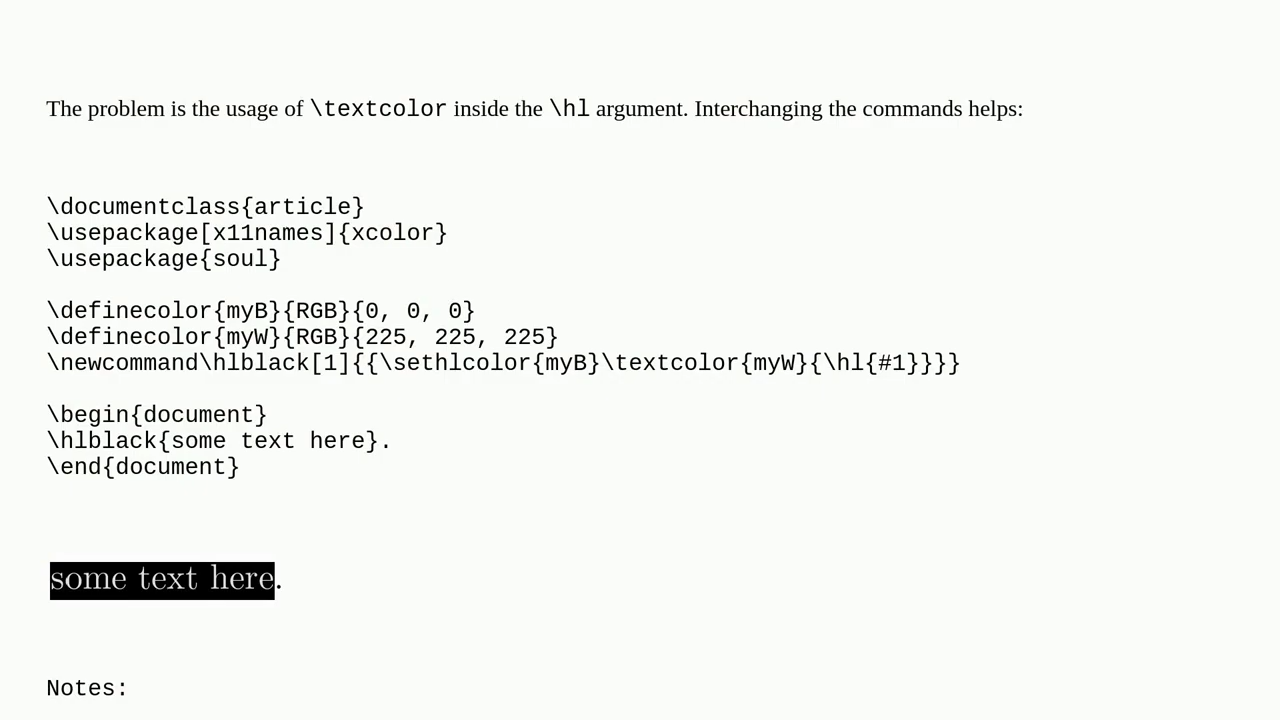 The problem is the usage of \textcolor inside the \hl argument. Interchanging the commands helps:
\documentclass{article}
\usepackage[x11names]{xcolor}
\usepackage{soul}
\definecolor{myB}{RGB}{0, 0, 0}
\definecolor{myW}{RGB}{225, 225, 225}
\newcommand\hlblack[1]{{\sethlcolor{myB}\textcolor{myW}{\hl{#1}}}}
\begin{document}
\hlblack{some text here}.
\end{document}
some text here.
Notes: